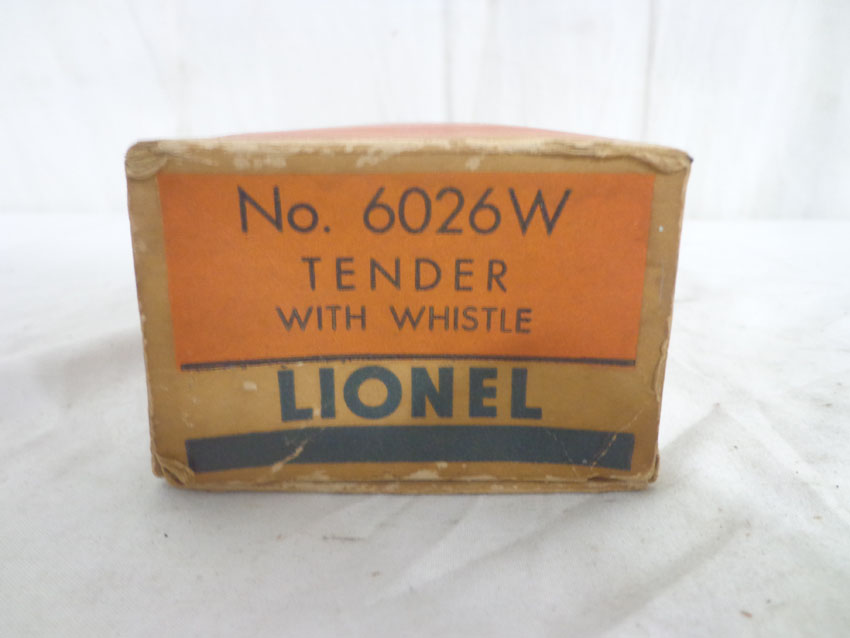 No. 6026W
TENDER
WITH WHISTLE
LIONEL